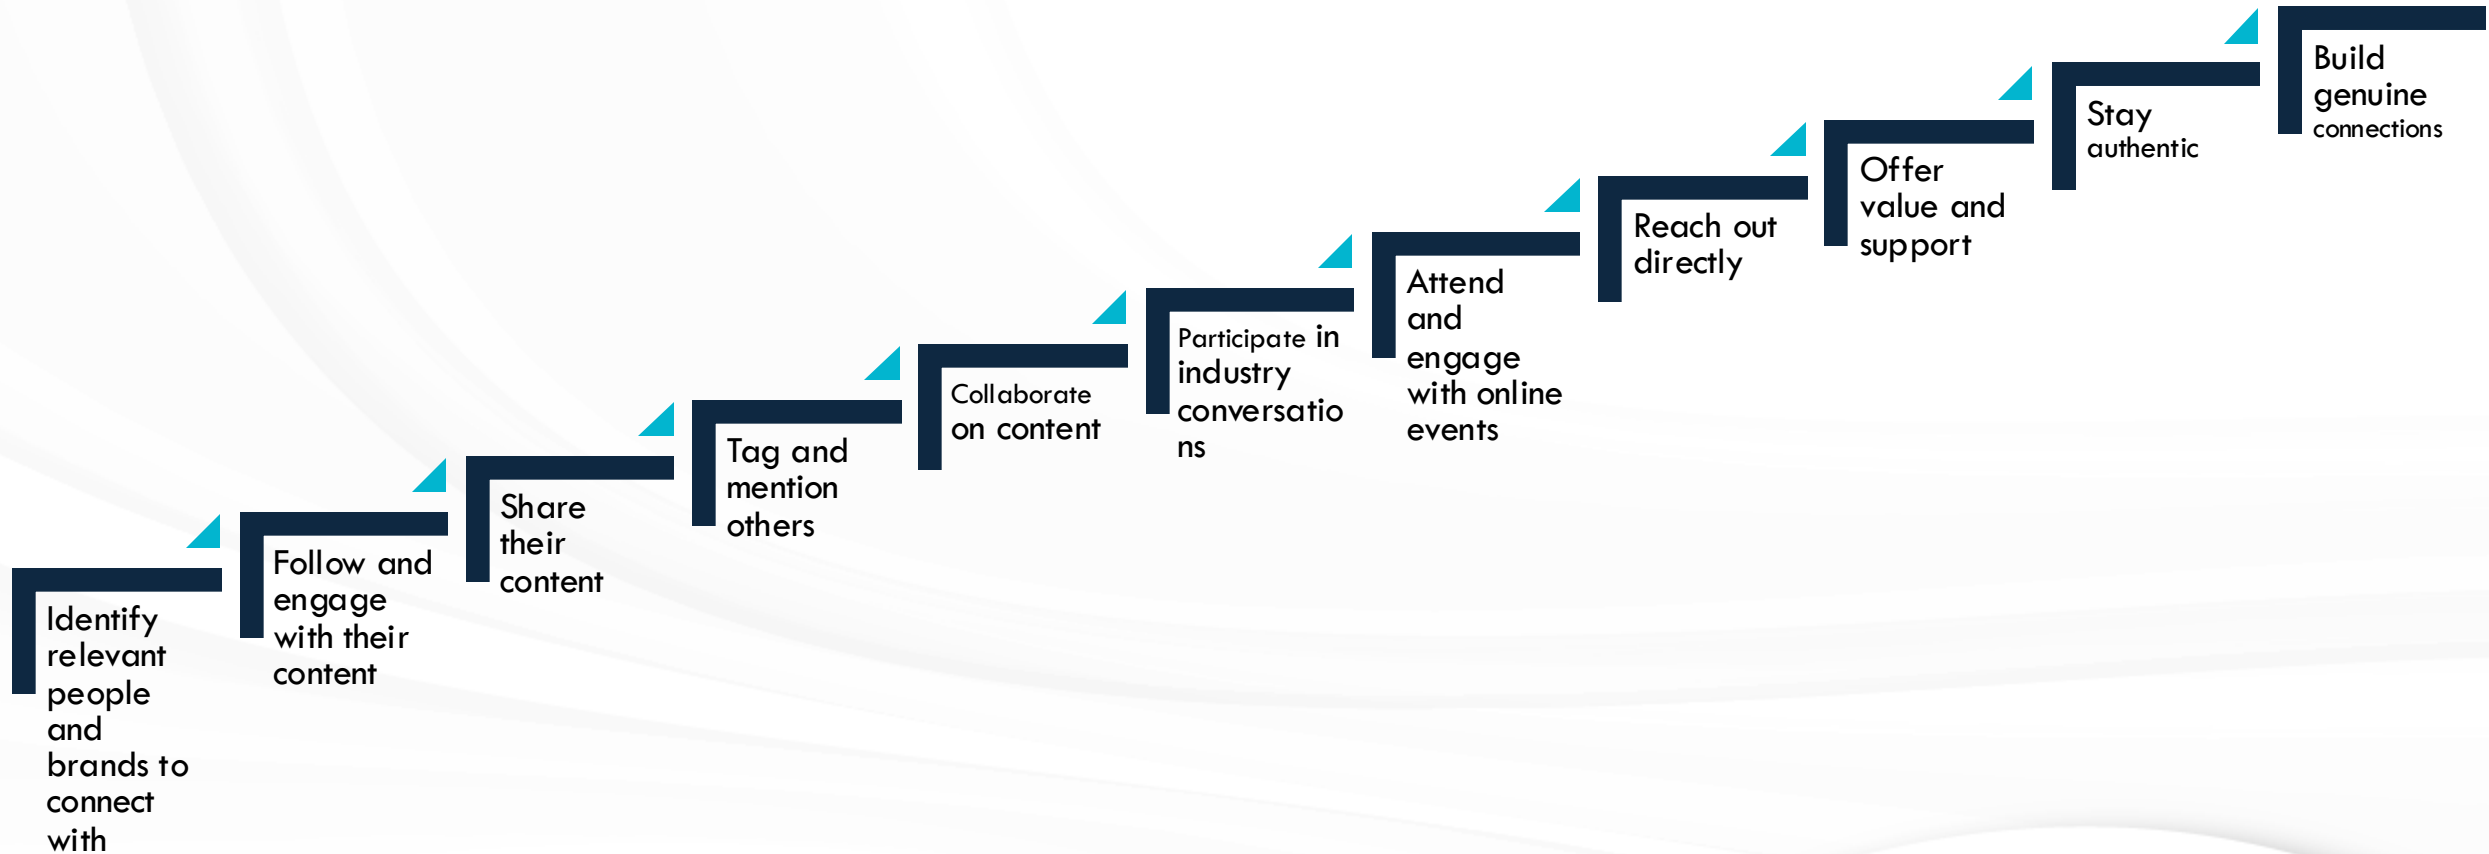 Identify
relevant
people
and
brands to
connect
with
Follow and
engage
with their
content
Share
their
content
Tag and
mention
others
Collaborate
on content
Participate in
industry
conversatio
ns
Attend
and
engage
with online
events
Reach out
directly
Offer
value and
support
Stay
authentic
Build
genuine
connections